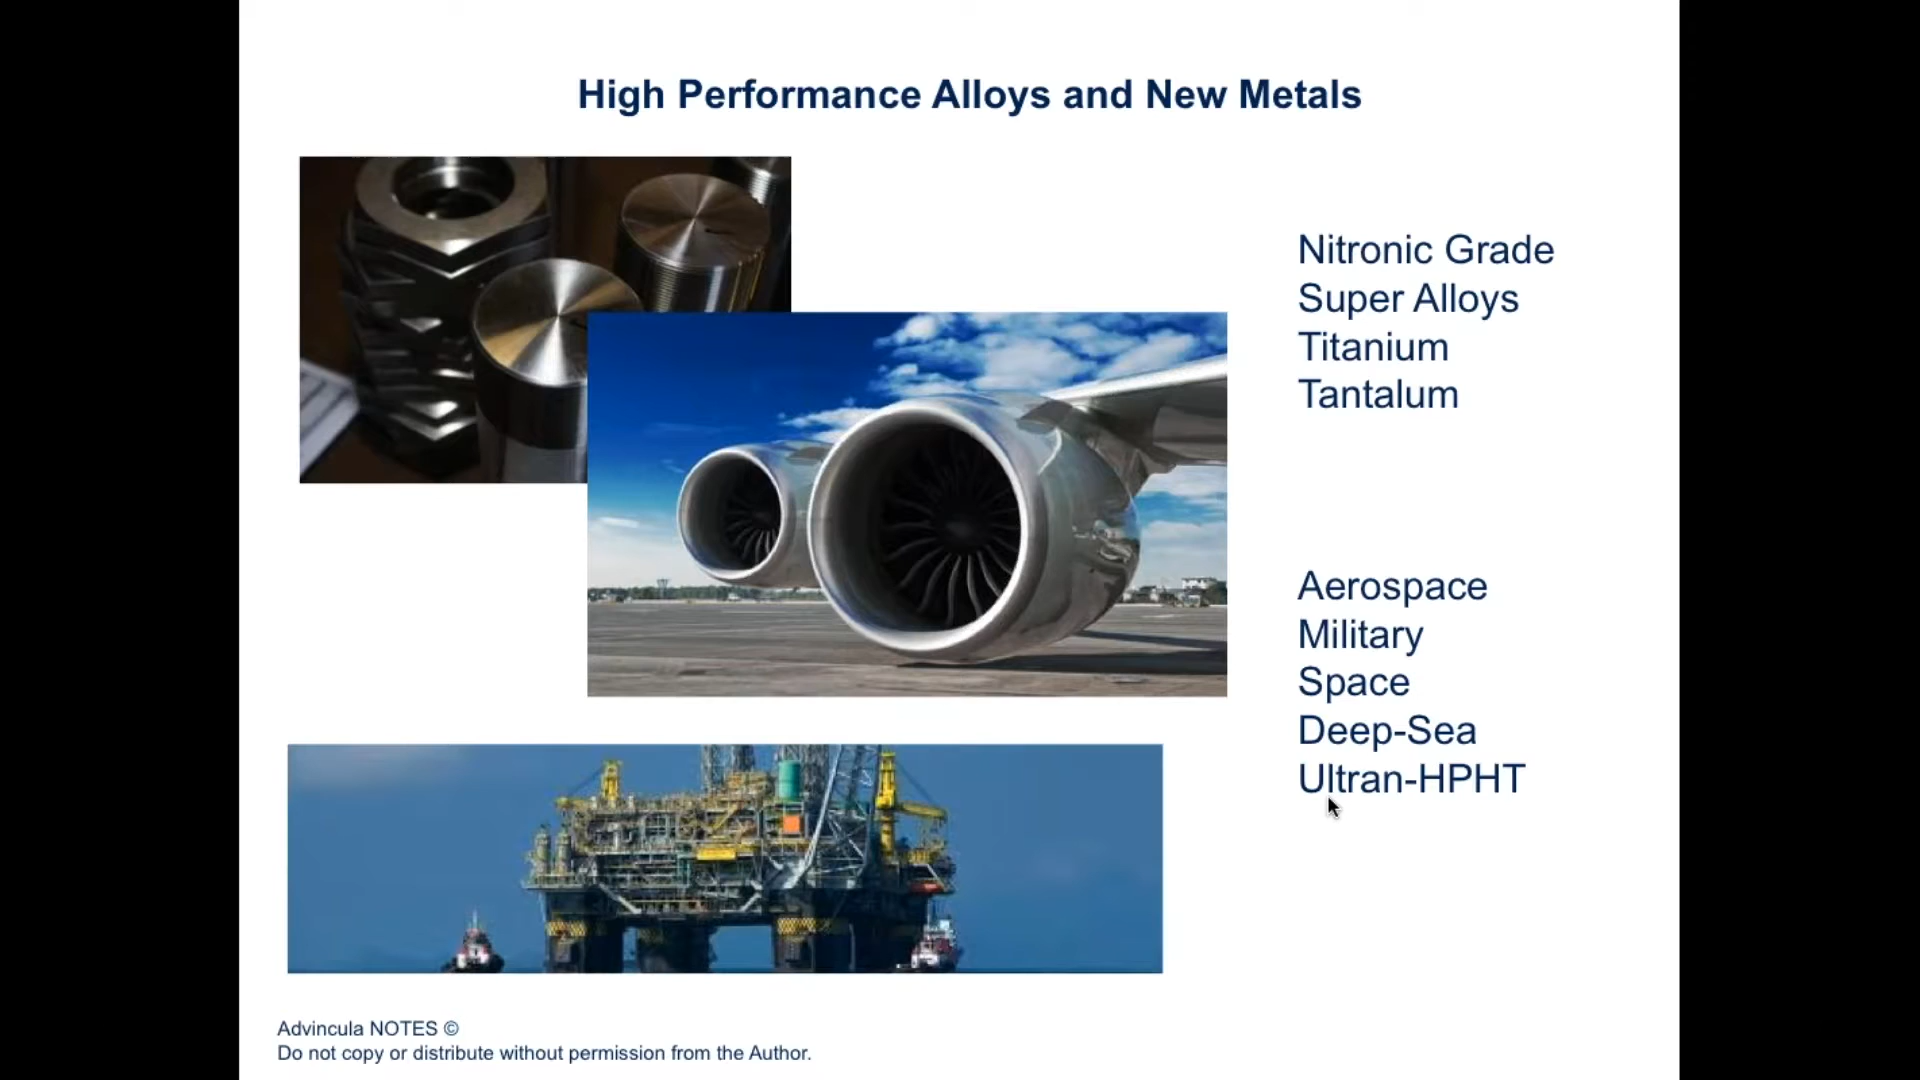 High Performance Alloys and New Metals
Nitronic Grade
Super Alloys
Titanium
Tantalum
Aerospace
Military
Space
Deep-Sea
Ultran-HPHT
Advincula NOTES ©
Do not copy or distribute without permission from the Author.